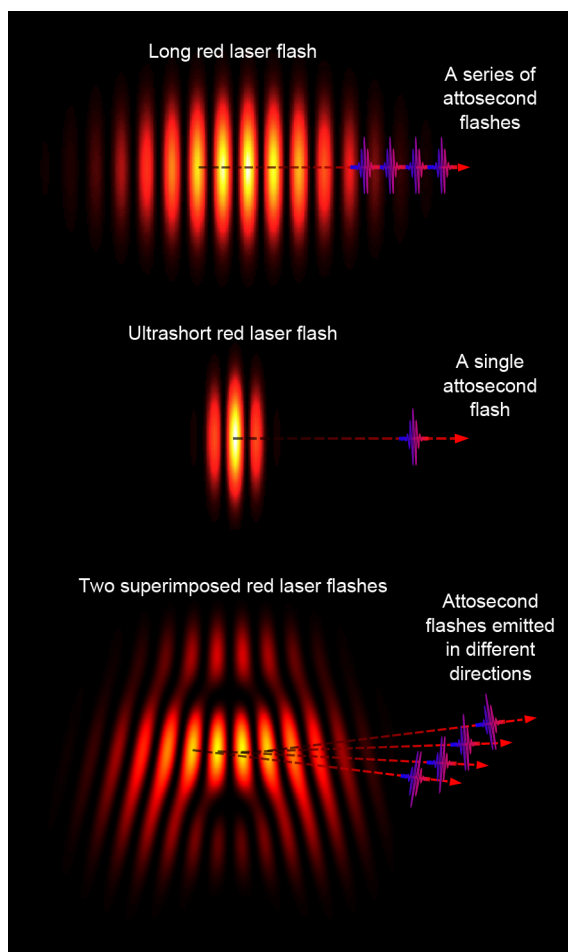 Long red laser flash
A series of
attosecond
flashes
Ultrashort red laser flash
A single
attosecond
flash
Two superimposed red laser flashes
Attosecond
flashes emitted
in different
directions